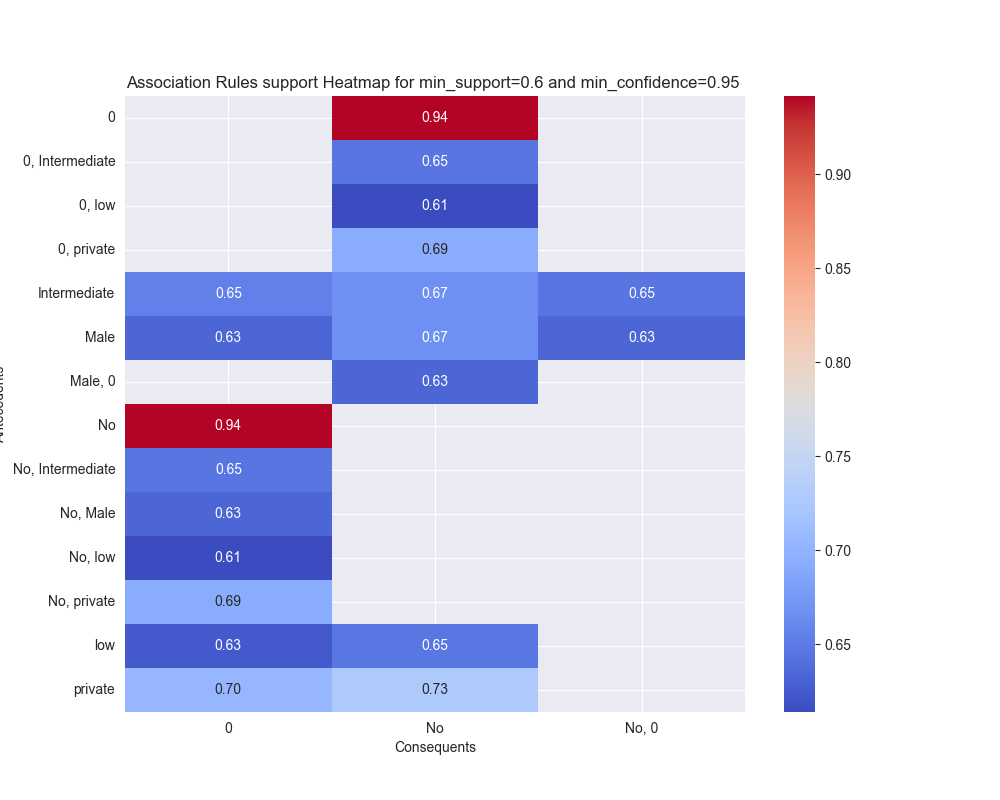 Association Rules support Heatmap for min_support=0.6 and min_confidence=0.95
0
0.94
0, Intermediate
0.65
0, low
0.61
0, private
0.69
Intermediate
0.65
0.67
0.65
Male
0.63
0.67
0.63
Male, 0
0.63
No
0.94
No, Intermediate
0.65
No, Male
0.63
No, low
0.61
No, private
0.69
low
0.63
0.65
private
0.70
0.73
0
No
No, 0
Consequents
0.90
0.85
0.80
0.75
0.70
0.65